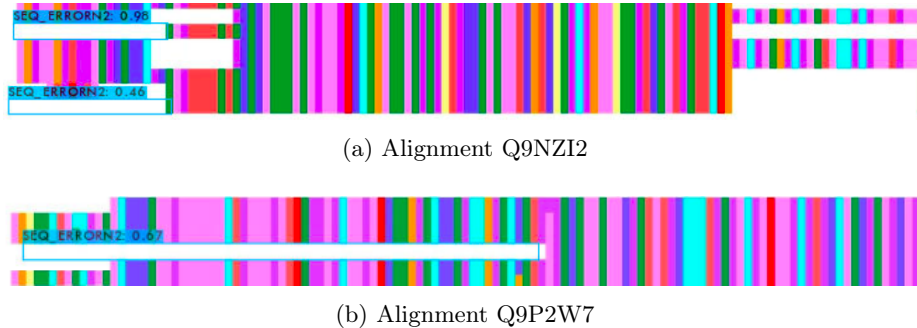 SEQ_ERRORN2: 0.98
SEQ_ERRORN2: 0.46
(a) Alignment Q9NZI2
SEQ_ERRORN2: 0.67
(b) Alignment Q9P2W7